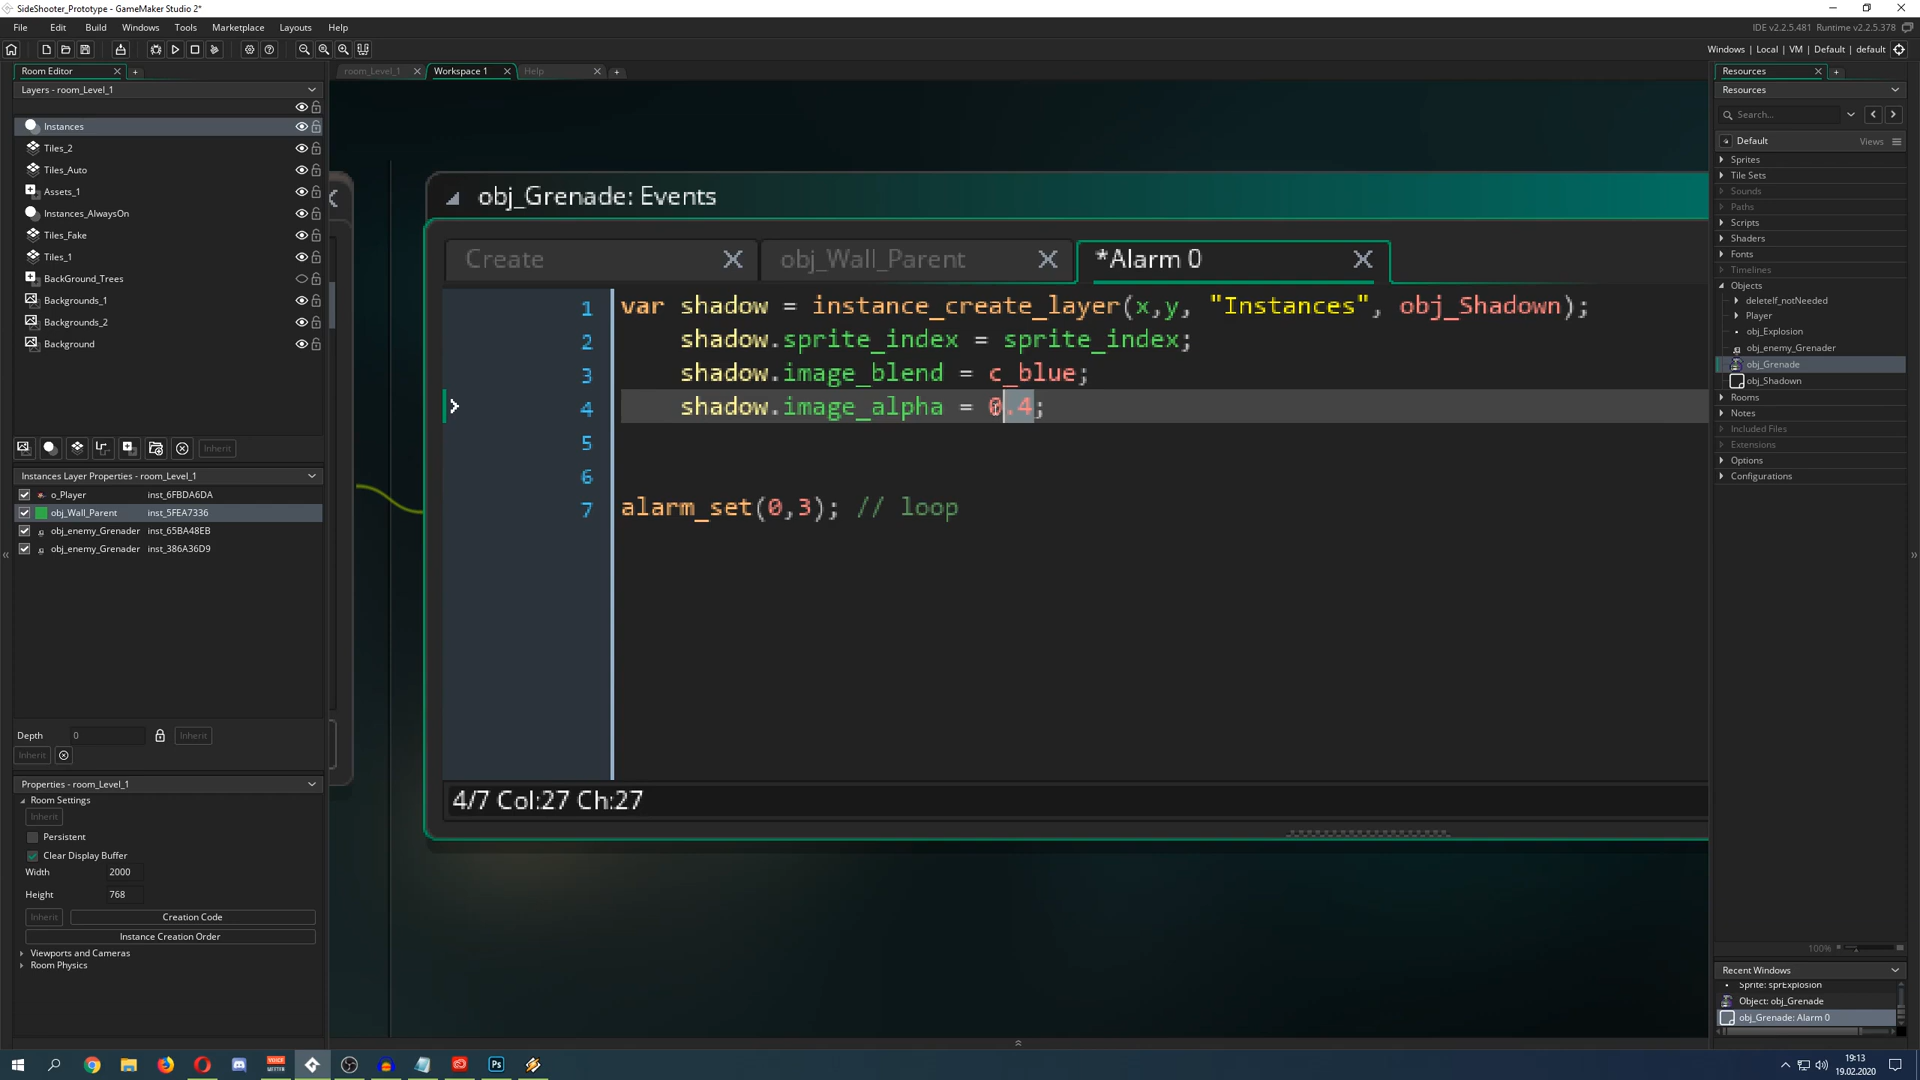 SideShooter_Prototype - GameMaker Studio 2*
File Edit Build Windows Tools Marketplace Layouts Help
IDE v2.2.5.481 Runtime v2.2.5.378
Windows | Local | VM | Default | default
Room Editor
room_Level_1
Workspace 1
Help
Resources
Layers - room_Level_1
Instances
Tiles_2
Tiles_Auto
Assets_1
Instances_AlwaysOn
Tiles_Fake
Tiles_1
BackGround_Trees
Backgrounds_1
Backgrounds_2
Background
Inherit
Instances Layer Properties - room_Level_1
o_Player inst_6FBDA6DA
obj_Wall_Parent inst_5FEA7336
obj_enemy_Grenader inst_65BA48EB
obj_enemy_Grenader inst_386A36D9
Depth 0 Inherit
Inherit
Properties - room_Level_1
Room Settings
Inherit
Persistent
Clear Display Buffer
Width 2000
Height 768
Inherit Creation Code
Instance Creation Order
Viewports and Cameras
Room Physics
obj_Grenade: Events
Create
obj_Wall_Parent
*Alarm 0
1 var shadow = instance_create_layer(x,y, "Instances", obj_Shadown);
2 shadow.sprite_index = sprite_index;
3 shadow.image_blend = c_blue;
4 shadow.image_alpha = 0.4;
5
6
7 alarm_set(0,3); // loop
4/7 Col:27 Ch:27
Resources
Search...
Default Views
Sprites
Tile Sets
Sounds
Paths
Scripts
Shaders
Fonts
Timelines
Objects
deleteIf_notNeeded
Player
obj_Explosion
obj_enemy_Grenader
obj_Grenade
obj_Shadown
Rooms
Notes
Included Files
Extensions
Options
Configurations
100%
Recent Windows
Sprite: sprExplosion
Object: obj_Grenade
obj_Grenade: Alarm 0
Ps
19:13
19.02.2020